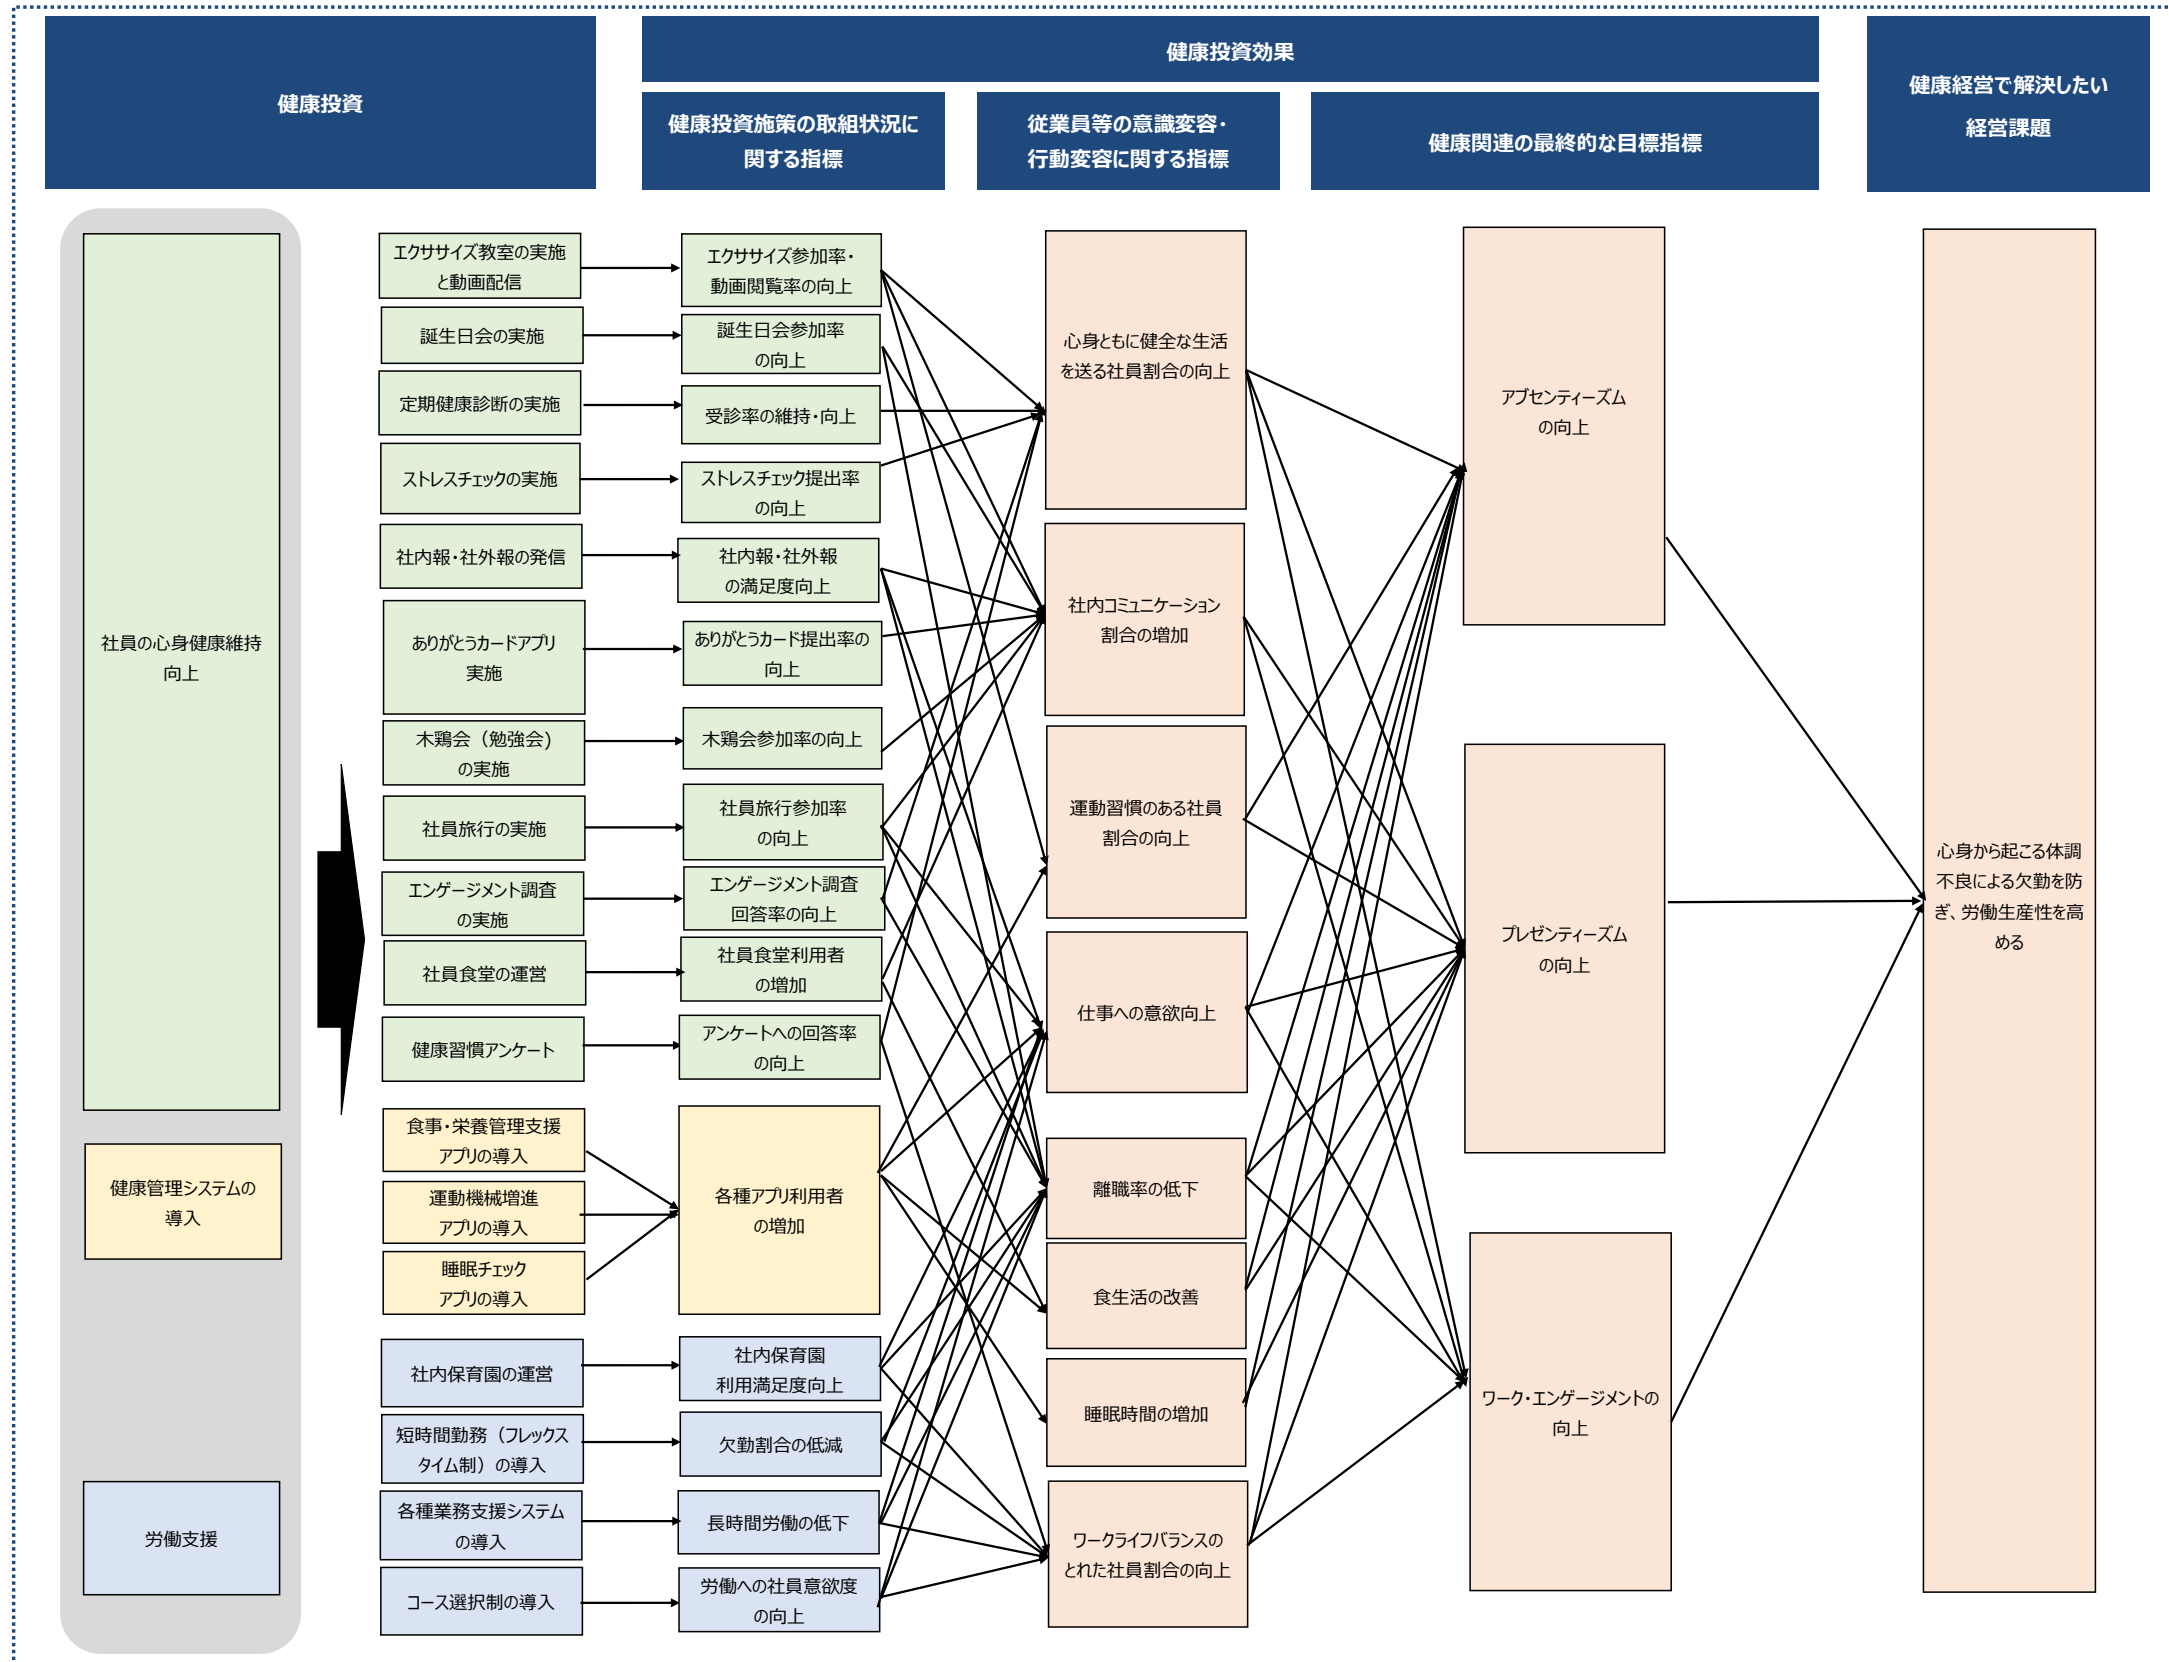 健康投資
健康投資効果
健康経営で解決したい
経営課題
健康投資施策の取組状況に
関する指標
従業員等の意識変容・
行動変容に関する指標
健康関連の最終的な目標指標
社員の心身健康維持
向上
健康管理システムの
導入
労働支援
エクササイズ教室の実施
と動画配信
誕生日会の実施
定期健康診断の実施
ストレスチェックの実施
社内報・社外報の発信
ありがとうカードアプリ
実施
木鶏会（勉強会)
の実施
社員旅行の実施
エンゲージメント調査
の実施
社員食堂の運営
健康習慣アンケート
食事・栄養管理支援
アプリの導入
運動機械増進
アプリの導入
睡眠チェック
アプリの導入
社内保育園の運営
短時間勤務（フレックス
タイム制）の導入
各種業務支援システム
の導入
コース選択制の導入
エクササイズ参加率・
動画閲覧率の向上
誕生日会参加率
の向上
受診率の維持・向上
ストレスチェック提出率
の向上
社内報・社外報
の満足度向上
ありがとうカード提出率の
向上
木鶏会参加率の向上
社員旅行参加率
の向上
エンゲージメント調査
回答率の向上
社員食堂利用者
の増加
アンケートへの回答率
の向上
各種アプリ利用者
の増加
社内保育園
利用満足度向上
欠勤割合の低減
長時間労働の低下
労働への社員意欲度
の向上
心身ともに健全な生活
を送る社員割合の向上
社内コミュニケーション
割合の増加
運動習慣のある社員
割合の向上
仕事への意欲向上
離職率の低下
食生活の改善
睡眠時間の増加
ワークライフバランスの
とれた社員割合の向上
アブセンティーズム
の向上
プレゼンティーズム
の向上
ワーク・エンゲージメントの
向上
心身から起こる体調
不良による欠勤を防
ぎ、労働生産性を高
める